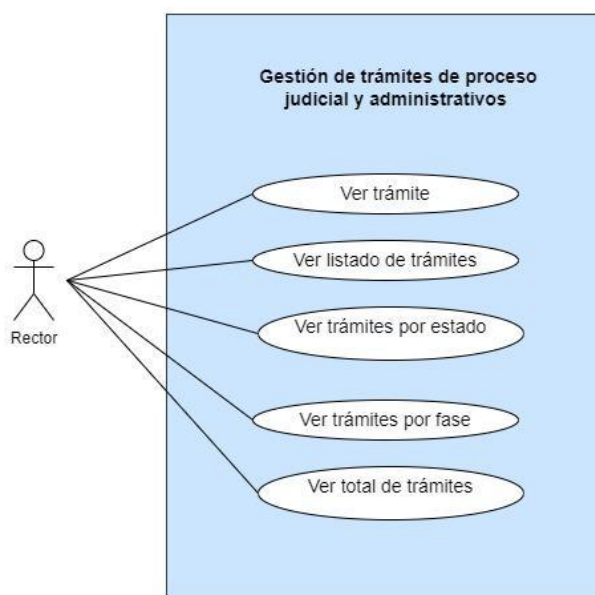 Gestión de trámites de proceso
judicial y administrativos
Ver trámite
Ver listado de trámites
Ver trámites por estado
Rector
Ver trámites por fase
Ver total de trámites